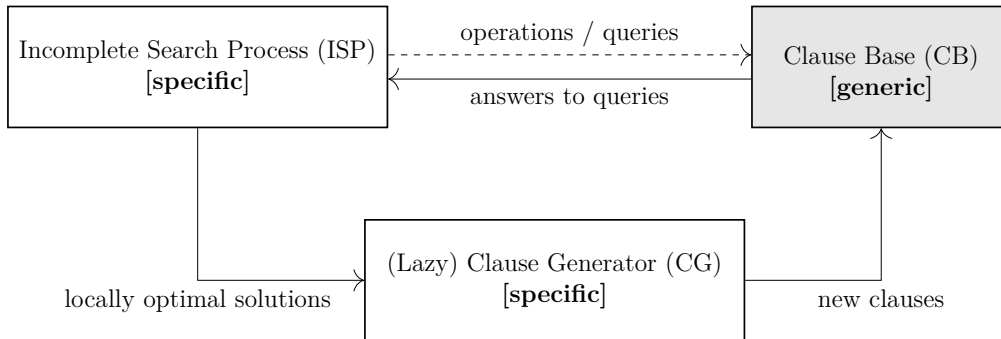 Incomplete Search Process (ISP)
[specific]
operations / queries
answers to queries
Clause Base (CB)
[generic]
(Lazy) Clause Generator (CG)
[specific]
locally optimal solutions
new clauses